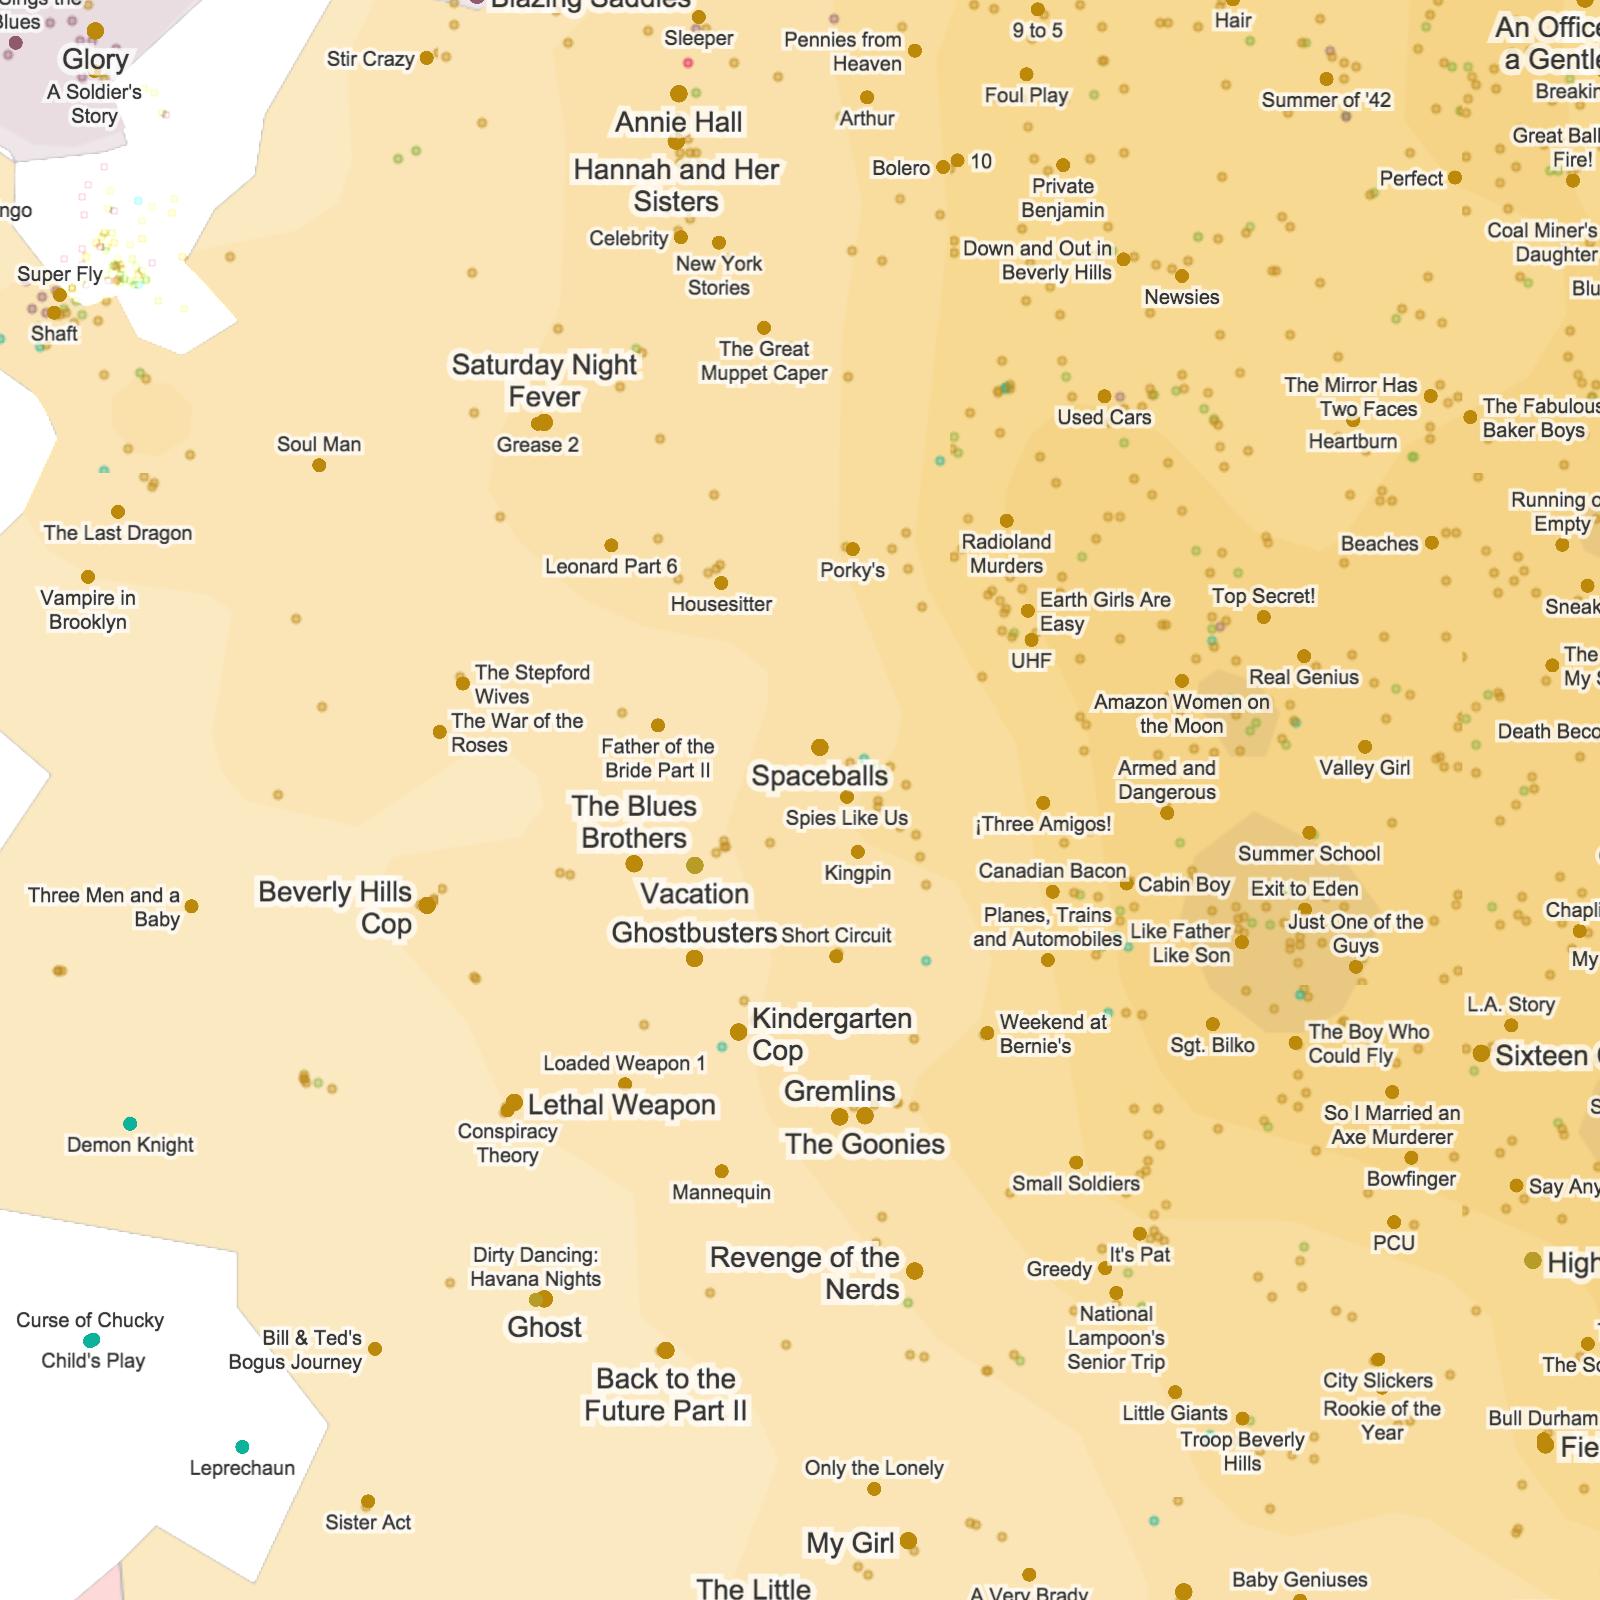 Sings the
Blues
Blazing Saddles
Glory
A Soldier's
Story
Stir Crazy
Sleeper
Pennies from
Heaven
9 to 5
Hair
An Office
a Gentle
Foul Play
Summer of '42
Breakin
Annie Hall
Arthur
Great Ball
Fire!
Hannah and Her
Sisters
Bolero
10
Private
Benjamin
Perfect
ngo
Celebrity
New York
Stories
Down and Out in
Beverly Hills
Newsies
Coal Miner's
Daughter
Blu
Super Fly
Shaft
The Great
Muppet Caper
Saturday Night
Fever
Grease 2
Used Cars
The Mirror Has
Two Faces
Heartburn
The Fabulous
Baker Boys
Soul Man
The Last Dragon
Running o
Empty
Leonard Part 6
Porky's
Radioland
Murders
Beaches
Vampire in
Brooklyn
Housesitter
Earth Girls Are
Easy
Top Secret!
Sneak
UHF
The Stepford
Wives
Real Genius
The
My S
The War of the
Roses
Father of the
Bride Part II
Amazon Women on
the Moon
Death Beco
Spaceballs
Armed and
Dangerous
Valley Girl
The Blues
Brothers
Spies Like Us
¡Three Amigos!
Kingpin
Summer School
Three Men and a
Baby
Beverly Hills
Cop
Vacation
Canadian Bacon
Cabin Boy
Exit to Eden
Planes, Trains
and Automobiles
Like Father
Like Son
Just One of the
Guys
Chapli
My
Ghostbusters
Short Circuit
Kindergarten
Cop
Weekend at
Bernie's
Sgt. Bilko
The Boy Who
Could Fly
L.A. Story
Sixteen C
Loaded Weapon 1
Lethal Weapon
Gremlins
The Goonies
Conspiracy
Theory
Demon Knight
So I Married an
Axe Murderer
Mannequin
Small Soldiers
Bowfinger
Say Any
PCU
Dirty Dancing:
Havana Nights
Ghost
Revenge of the
Nerds
It's Pat
Greedy
High
National
Lampoon's
Senior Trip
Curse of Chucky
Child's Play
Bill & Ted's
Bogus Journey
Back to the
Future Part II
City Slickers
The So
Little Giants
Rookie of the
Year
Bull Durham
Fie
Troop Beverly
Hills
Leprechaun
Only the Lonely
Sister Act
My Girl
The Little
A Very Brady
Baby Geniuses